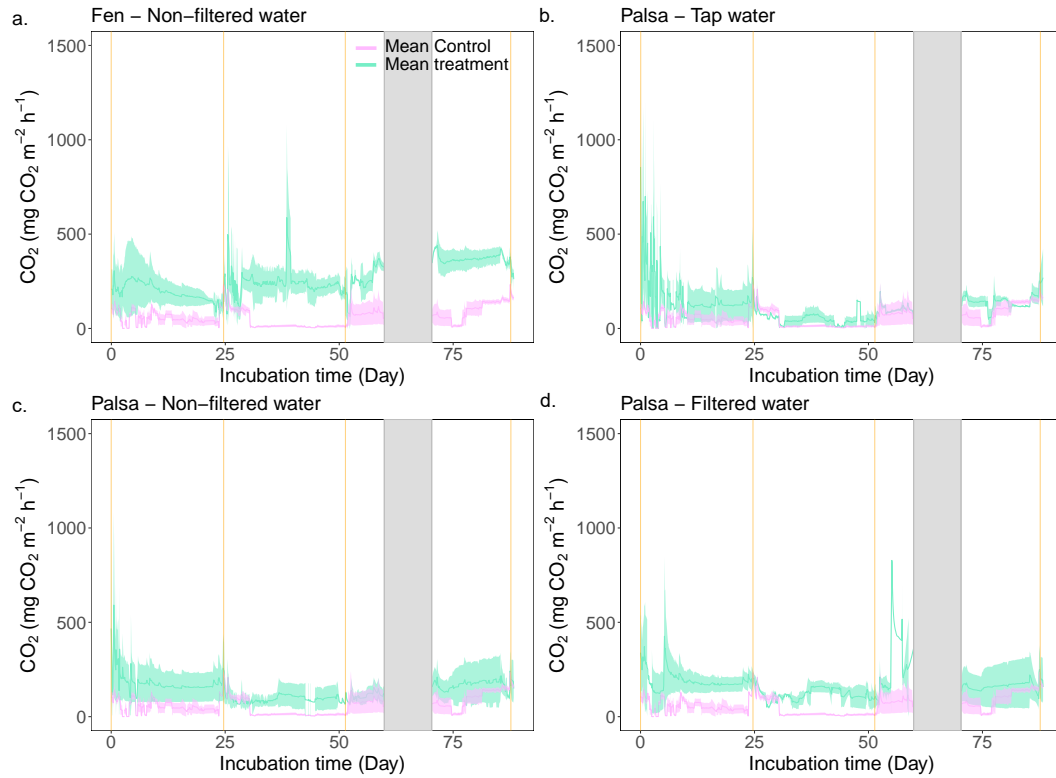 a.
Fen − Non−filtered water
1500
1000
500
0
CO₂ (mg CO₂ m⁻² h⁻¹)
Mean Control
Mean treatment
0 25 50 75
Incubation time (Day)
b.
Palsa − Tap water
1500
1000
500
0
CO₂ (mg CO₂ m⁻² h⁻¹)
0 25 50 75
Incubation time (Day)
c.
Palsa − Non−filtered water
1500
1000
500
0
CO₂ (mg CO₂ m⁻² h⁻¹)
0 25 50 75
Incubation time (Day)
d.
Palsa − Filtered water
1500
1000
500
0
CO₂ (mg CO₂ m⁻² h⁻¹)
0 25 50 75
Incubation time (Day)